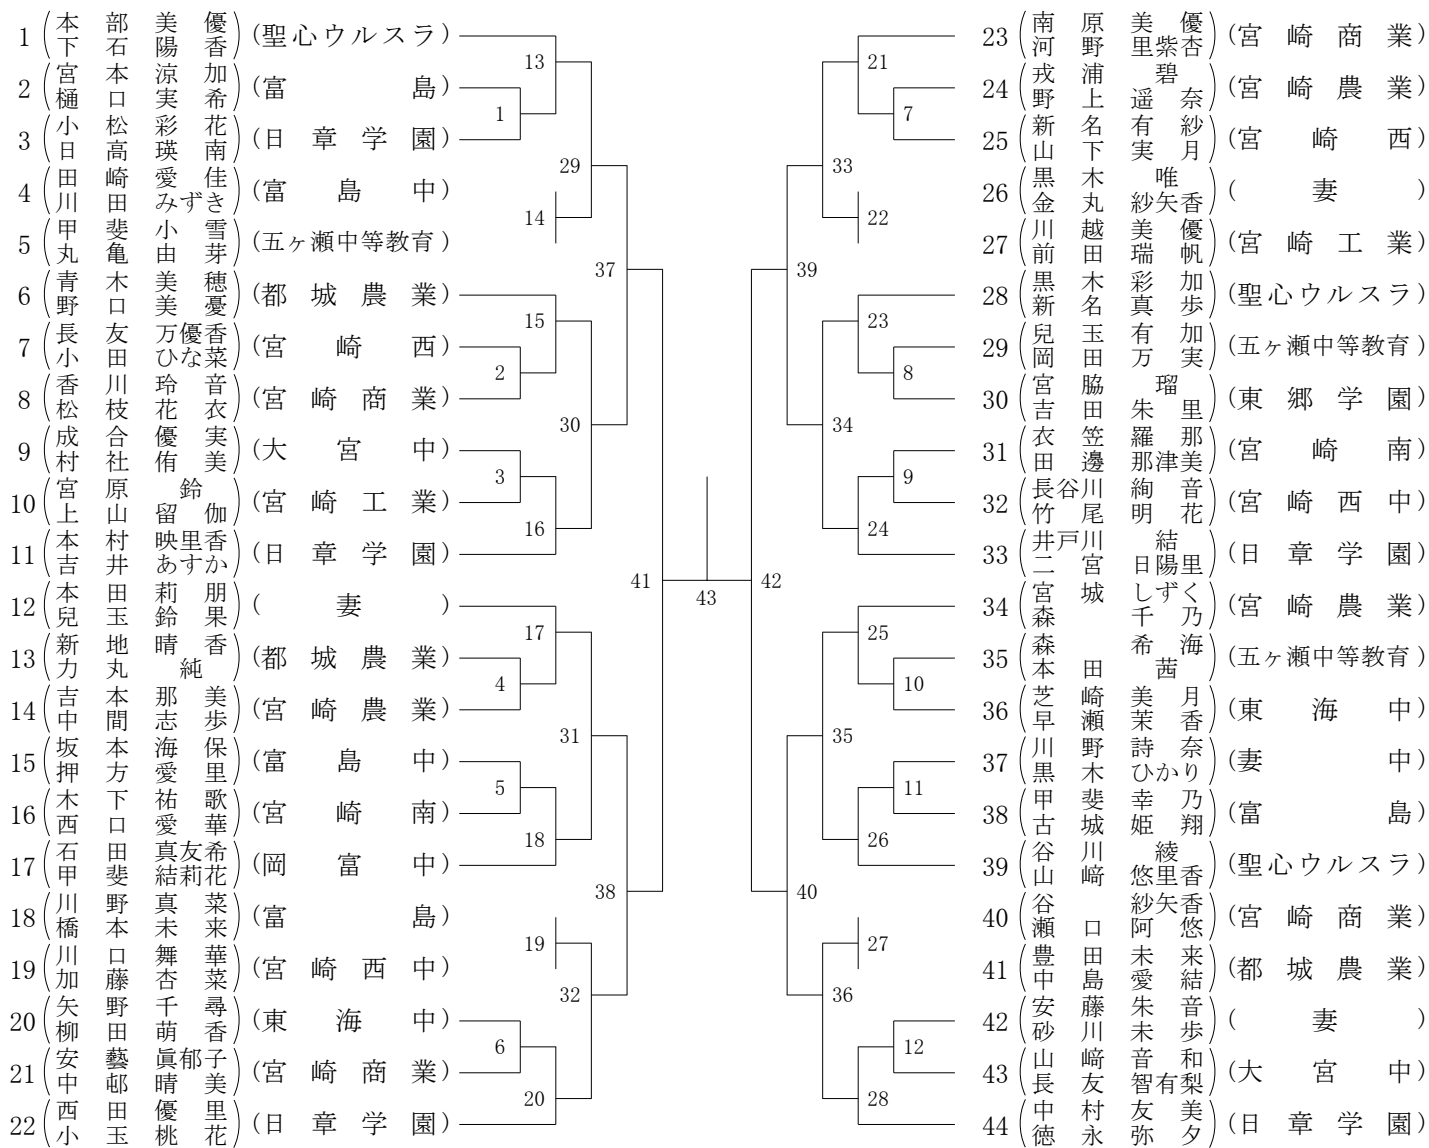 1 (本部美優 下石陽香) (聖心ウルスラ)
2 (宮本涼加 樋口実希) (富島)
3 (小松彩花 日高瑛南) (日章学園)
4 (田崎愛佳 川田みずき) (富島中)
5 (甲斐小雪 丸亀由芽) (五ヶ瀬中等教育)
6 (青木美穂 野口美憂) (都城農業)
7 (長友万優香 小田ひな菜) (宮崎西)
8 (香川玲音 松枝花衣) (宮崎商業)
9 (成合優実 村社侑美) (大宮中)
10 (宮原鈴 上山留伽) (宮崎工業)
11 (本村映里香 吉井あすか) (日章学園)
12 (本田莉朋 兒玉鈴果) (妻)
13 (新地晴香 力丸純) (都城農業)
14 (吉本那美 中間志歩) (宮崎農業)
15 (坂本海保 押方愛里) (富島中)
16 (木下祐歌 西口愛華) (宮崎南)
17 (石田真友希 甲斐結莉花) (岡富中)
18 (川野真菜 橋本未来) (富島)
19 (川口舞華 加藤杏菜) (宮崎西中)
20 (矢野千尋 柳田萌香) (東海中)
21 (安藝眞郁子 中邨晴美) (宮崎商業)
22 (西田優里 小玉桃花) (日章学園)
13
1
29
14
37
15
2
30
3
16
41
17
4
31
5
18
38
19
32
6
20
43
21
7
33
22
39
23
8
34
9
24
42
25
10
35
11
26
40
27
36
12
28
23 (南原美優 河野里紫杏) (宮崎商業)
24 (戎浦碧 野上遥奈) (宮崎農業)
25 (新名有紗 山下実月) (宮崎西)
26 (黒木唯 金丸紗矢香) (妻)
27 (川越美優 前田瑞帆) (宮崎工業)
28 (黒木彩加 新名真歩) (聖心ウルスラ)
29 (兒玉有加 岡田万実) (五ヶ瀬中等教育)
30 (宮脇瑠 吉田朱里) (東郷学園)
31 (衣笠羅那 田邊那津美) (宮崎南)
32 (長谷川絢音 竹尾明花) (宮崎西中)
33 (井戸川結 二宮日陽里) (日章学園)
34 (宮城しずく 森千乃) (宮崎農業)
35 (森希海 本田茜) (五ヶ瀬中等教育)
36 (芝崎美月 早瀬茉香) (東海中)
37 (川野詩奈 黒木ひかり) (妻中)
38 (甲斐幸乃 古城姫翔) (富島)
39 (谷川綾 山﨑悠里香) (聖心ウルスラ)
40 (谷紗矢香 瀬口阿悠) (宮崎商業)
41 (豊田未来 中島愛結) (都城農業)
42 (安藤朱音 砂川未歩) (妻)
43 (山﨑音和 長友智有梨) (大宮中)
44 (中村友美 徳永弥夕) (日章学園)